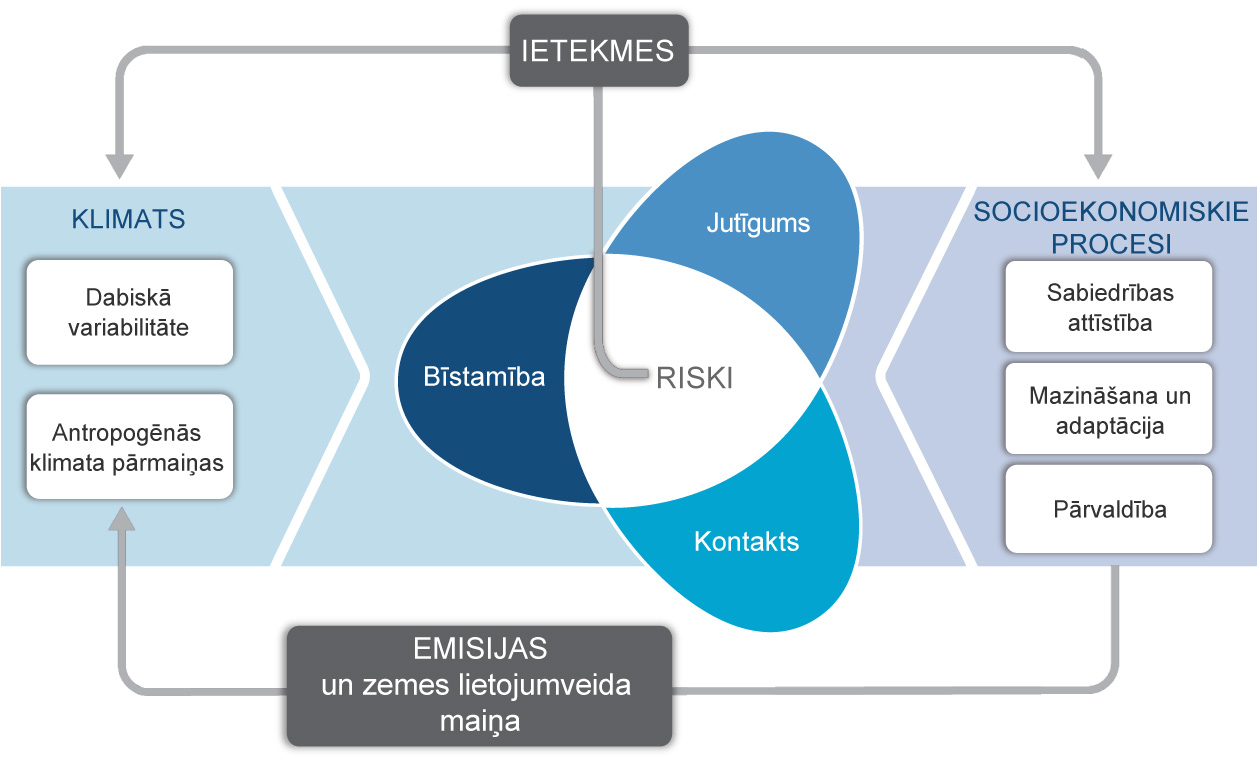 IETEKMES
KLIMATS
Dabiskā
variabilitāte
Antropogēnās
klimata pārmaiņas
Jutīgums
Bīstamība
RISKI
Kontakts
SOCIOEKONOMISKIE
PROCESI
Sabiedrības
attīstība
Mazināšana un
adaptācija
Pārvaldība
EMISIJAS
un zemes lietojumveida
maiņa